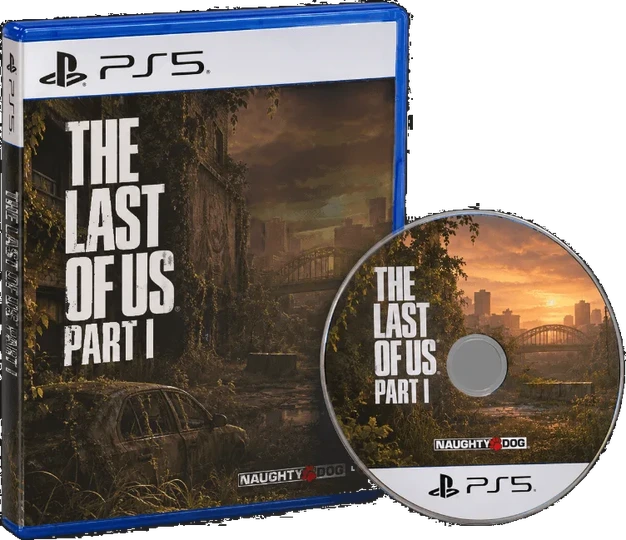 PS5
PS5
THE LAST OF US PART I
THE
LAST
OF US
PART I
NAUGHTY DOG
THE
LAST
OF US
PART I
NAUGHTY DOG
PS5